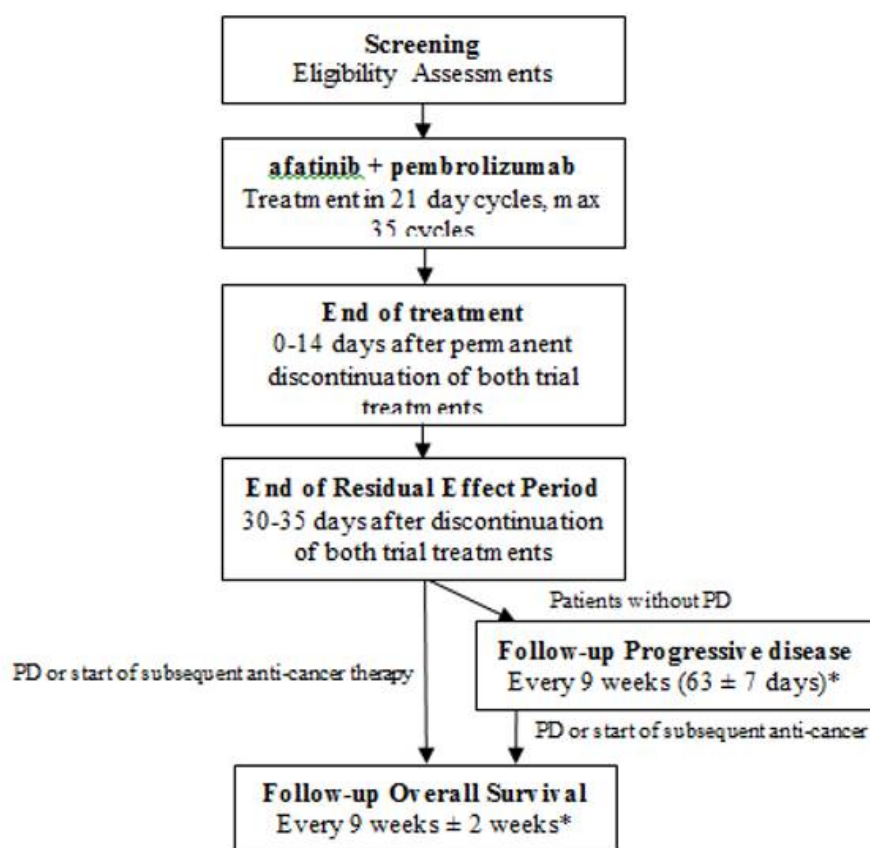 Screening
Eligibility Assessments
afatinib + pembrolizumab
Treatment in 21 day cycles, max
35 cycles
End of treatment
0-14 days after permanent
discontinuation of both trial
treatments
End of Residual Effect Period
30-35 days after discontinuation
of both trial treatments
Patients without PD
PD or start of subsequent anti-cancer therapy
Follow-up Progressive disease
Every 9 weeks (63 ± 7 days)*
PD or start of subsequent anti-cancer
Follow-up Overall Survival
Every 9 weeks ± 2 weeks*